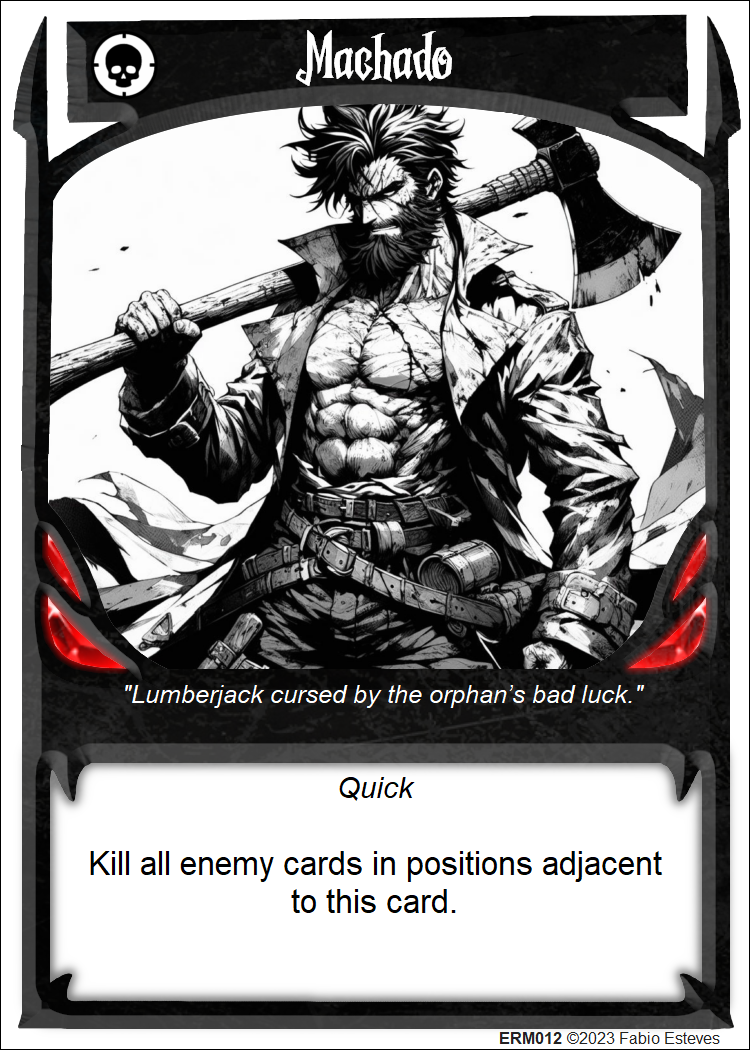 Machado
"Lumberjack cursed by the orphan’s bad luck."
Quick
Kill all enemy cards in positions adjacent
to this card.
ERM012 ©2023 Fabio Esteves